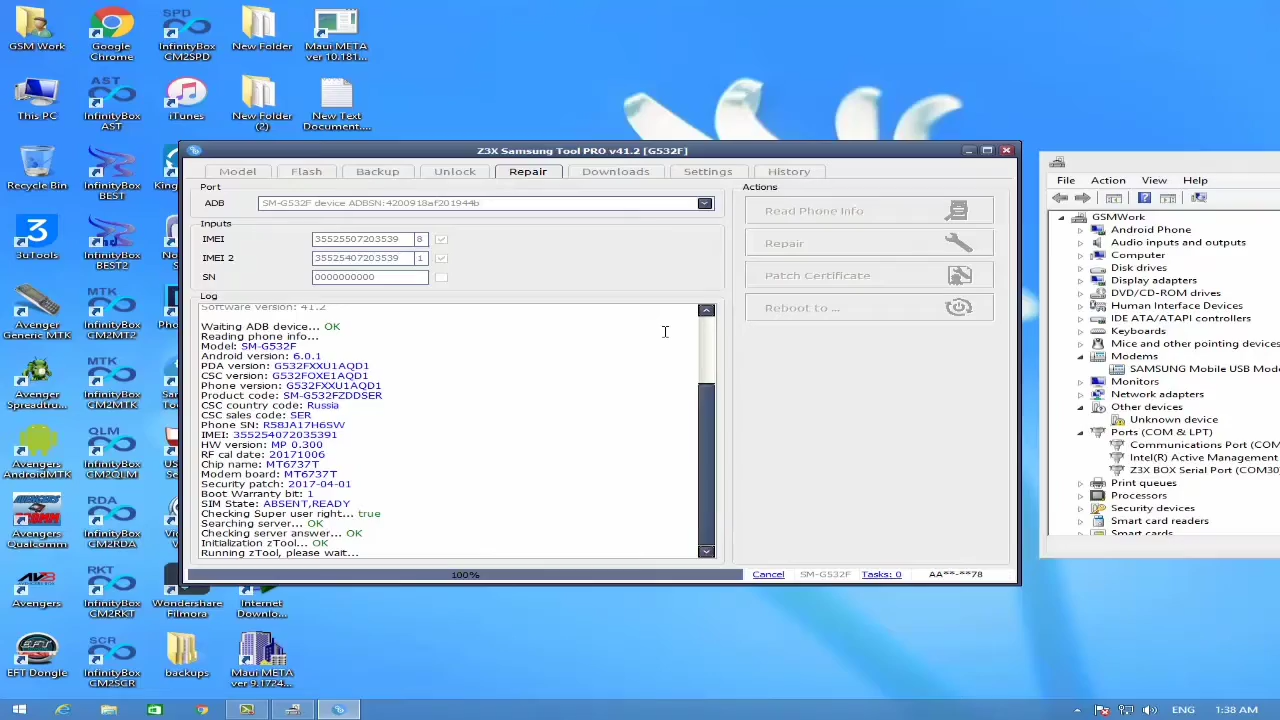 GSM Work
Google
Chrome
InfinityBox
CM2SPD
New Folder
Maui META
ver 10.181...
This PC
AST
InfinityBox
AST
iTunes
New Folder
(2)
New Text
Document....
Recycle Bin
InfinityBox
BEST
3
3uTools
InfinityBox
BEST2
Avenger
Generic MTK
MTK
InfinityBox
CM2MT2
Avenger
Spreadtru...
MTK
InfinityBox
CM2MTK
Avengers
AndroidMTK
QLM
InfinityBox
CM2QLM
Avengers
Qualcomm
RDA
InfinityBox
CM2RDA
Avengers
RKT
InfinityBox
CM2RKT
Wondershare
Filmora
Internet
Downlo...
EFT Dongle
SCR
InfinityBox
CM2SCR
backups
Maui META
ver 9.1724...
Z3X Samsung Tool PRO v41.2 [G532F]
Model Flash Backup Unlock Repair Downloads Settings History
Port
ADB SM-G532F device ADBSN:4200918af201944b
Inputs
IMEI 35525507203539 8
IMEI 2 35525407203539 1
SN 0000000000
Log
Software version: 41.2
Waiting ADB device... OK
Reading phone info...
Model: SM-G532F
Android version: 6.0.1
PDA version: G532FXXU1AQD1
CSC version: G532FOXE1AQD1
Phone version: G532FXXU1AQD1
Product code: SM-G532FZDDSER
CSC country code: Russia
CSC sales code: SER
Phone SN: R58JA17H6SW
IMEI: 355254072035391
HW version: MP 0.300
RF cal date: 20171006
Chip name: MT6737T
Modem board: MT6737T
Security patch: 2017-04-01
Boot Warranty bit: 1
SIM State: ABSENT,READY
Checking Super user right... true
Searching server... OK
Checking server answer... OK
Initialization zTool... OK
Running zTool, please wait...
Actions
Read Phone Info
Repair
Patch Certificate
Reboot to ...
100% Cancel SM-G532F Tasks: 0 AA**-**78
File Action View Help
GSMWork
Android Phone
Audio inputs and outputs
Computer
Disk drives
Display adapters
DVD/CD-ROM drives
Human Interface Devices
IDE ATA/ATAPI controllers
Keyboards
Mice and other pointing devices
Modems
SAMSUNG Mobile USB
Monitors
Network adapters
Other devices
Unknown device
Ports (COM & LPT)
Communications Port
Intel(R) Active Management
Z3X BOX Serial Port (COM30
Print queues
Processors
Security devices
Smart card readers
Smart cards
ENG 1:38 AM